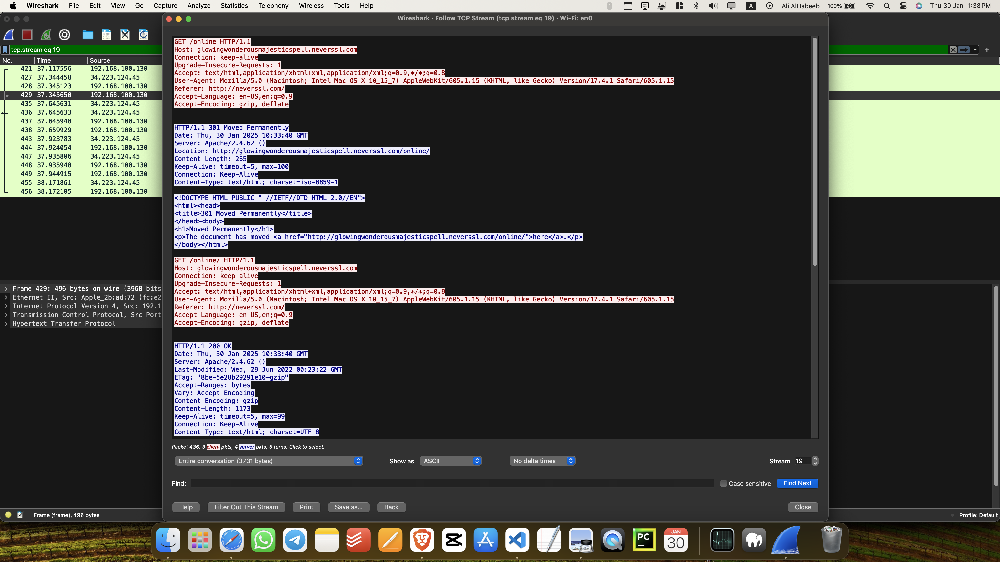 Wireshark File Edit View Go Capture Analyze Statistics Telephony Wireless Tools Help A Ali AlHabeeb 100% Thu 30 Jan 1:38 PM
Wireshark · Follow TCP Stream (tcp.stream eq 19) · Wi-Fi: en0
tcp.stream eq 19
No. Time Source
421 37.117556 192.168.100.130
427 37.344458 34.223.124.45
428 37.345123 192.168.100.130
429 37.345650 192.168.100.130
435 37.645631 34.223.124.45
436 37.645633 34.223.124.45
437 37.645948 192.168.100.130
438 37.659929 192.168.100.130
443 37.923783 34.223.124.45
444 37.924054 192.168.100.130
447 37.935806 34.223.124.45
448 37.935948 192.168.100.130
449 37.944915 192.168.100.130
455 38.171861 34.223.124.45
456 38.172105 192.168.100.130
Frame 429: 496 bytes on wire (3968 bits
Ethernet II, Src: Apple_2b:ad:72 (fc:e2
Internet Protocol Version 4, Src: 192.1
Transmission Control Protocol, Src Port
Hypertext Transfer Protocol
GET /online HTTP/1.1
Host: glowingwonderousmajesticspell.neverssl.com
Connection: keep-alive
Upgrade-Insecure-Requests: 1
Accept: text/html,application/xhtml+xml,application/xml;q=0.9,*/*;q=0.8
User-Agent: Mozilla/5.0 (Macintosh; Intel Mac OS X 10_15_7) AppleWebKit/605.1.15 (KHTML, like Gecko) Version/17.4.1 Safari/605.1.15
Referer: http://neverssl.com/
Accept-Language: en-US,en;q=0.9
Accept-Encoding: gzip, deflate
HTTP/1.1 301 Moved Permanently
Date: Thu, 30 Jan 2025 10:33:40 GMT
Server: Apache/2.4.62 ()
Location: http://glowingwonderousmajesticspell.neverssl.com/online/
Content-Length: 265
Keep-Alive: timeout=5, max=100
Connection: Keep-Alive
Content-Type: text/html; charset=iso-8859-1
<!DOCTYPE HTML PUBLIC "-//IETF//DTD HTML 2.0//EN">
<html><head>
<title>301 Moved Permanently</title>
</head><body>
<h1>Moved Permanently</h1>
<p>The document has moved <a href="http://glowingwonderousmajesticspell.neverssl.com/online/">here</a>.</p>
</body></html>
GET /online/ HTTP/1.1
Host: glowingwonderousmajesticspell.neverssl.com
Connection: keep-alive
Upgrade-Insecure-Requests: 1
Accept: text/html,application/xhtml+xml,application/xml;q=0.9,*/*;q=0.8
User-Agent: Mozilla/5.0 (Macintosh; Intel Mac OS X 10_15_7) AppleWebKit/605.1.15 (KHTML, like Gecko) Version/17.4.1 Safari/605.1.15
Referer: http://neverssl.com/
Accept-Language: en-US,en;q=0.9
Accept-Encoding: gzip, deflate
HTTP/1.1 200 OK
Date: Thu, 30 Jan 2025 10:33:40 GMT
Server: Apache/2.4.62 ()
Last-Modified: Wed, 29 Jun 2022 00:23:22 GMT
ETag: "8be-5e28b29291e10-gzip"
Accept-Ranges: bytes
Vary: Accept-Encoding
Content-Encoding: gzip
Content-Length: 1173
Keep-Alive: timeout=5, max=99
Connection: Keep-Alive
Content-Type: text/html; charset=UTF-8
Packet 436. 3 client pkts, 4 server pkts, 5 turns. Click to select.
Entire conversation (3731 bytes) Show as ASCII No delta times Stream 19
Find: Case sensitive Find Next
Help Filter Out This Stream Print Save as... Back Close
Frame (frame), 496 bytes Profile: Default
PC JAN
30